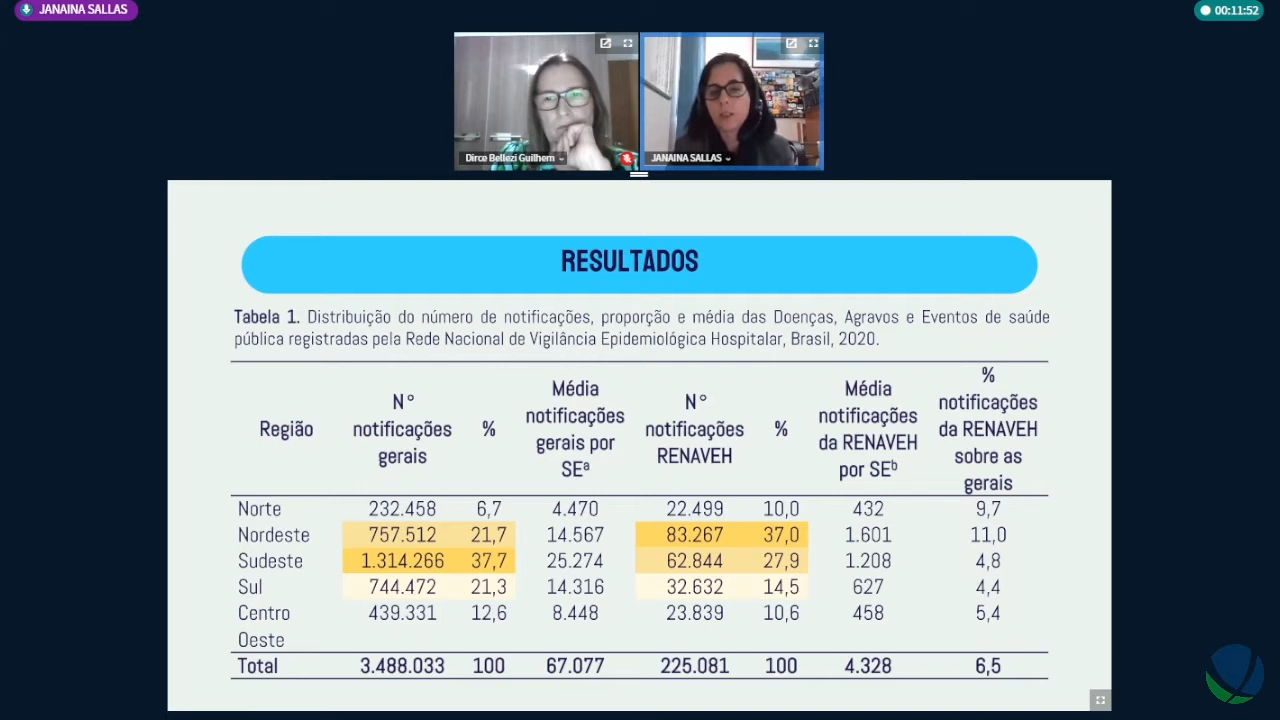 JANAINA SALLAS
00:11:52
Dirce Bellezi Guilhem
JANAINA SALLAS
RESULTADOS
Tabela 1. Distribuição do número de notificações, proporção e média das Doenças, Agravos e Eventos de saúde
pública registradas pela Rede Nacional de Vigilância Epidemiológica Hospitalar, Brasil, 2020.
Região
N°
notificações
gerais
%
Média
notificações
gerais por
SEª
N°
notificações
RENAVEH
%
Média
notificações
da RENAVEH
por SEᵇ
%
notificações
da RENAVEH
sobre as
gerais
Norte 232.458 6,7 4.470 22.499 10,0 432 9,7
Nordeste 757.512 21,7 14.567 83.267 37,0 1.601 11,0
Sudeste 1.314.266 37,7 25.274 62.844 27,9 1.208 4,8
Sul 744.472 21,3 14.316 32.632 14,5 627 4,4
Centro 439.331 12,6 8.448 23.839 10,6 458 5,4
Oeste
Total 3.488.033 100 67.077 225.081 100 4.328 6,5